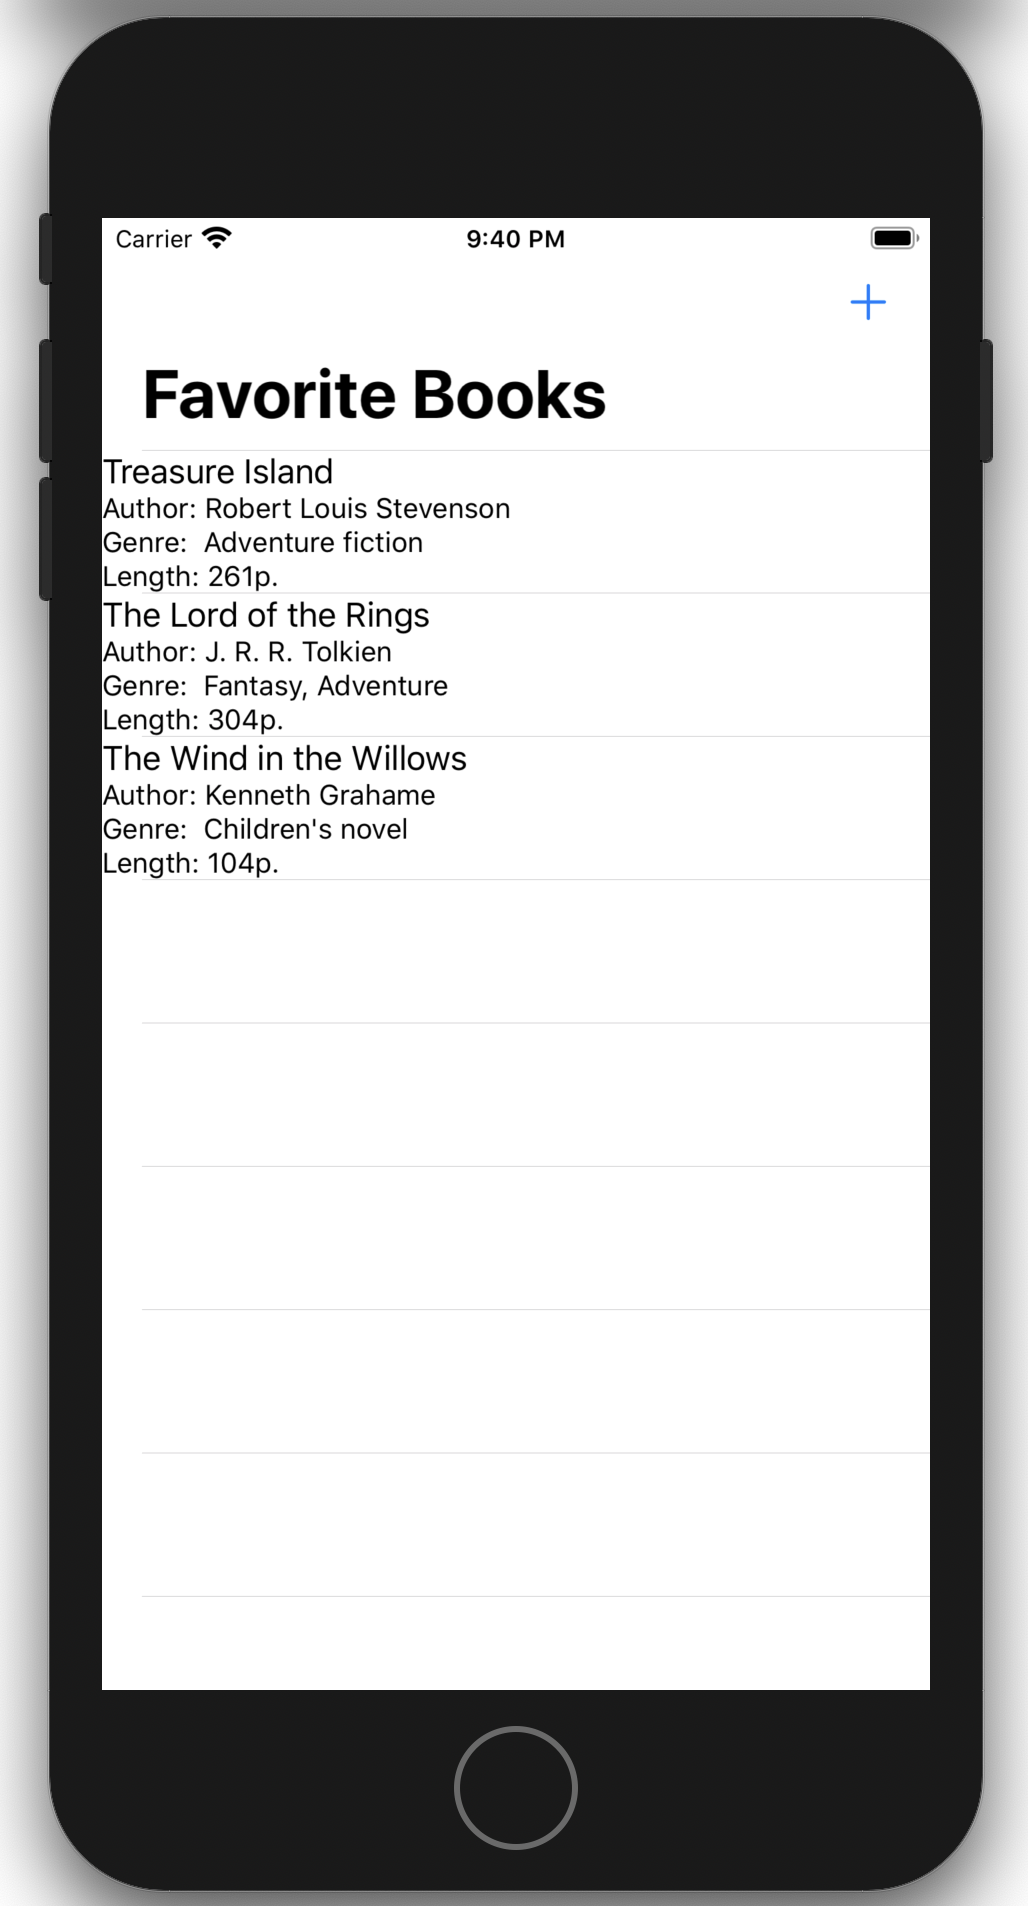 Carrier 9:40 PM
Favorite Books
Treasure Island
Author: Robert Louis Stevenson
Genre:  Adventure fiction
Length: 261p.
The Lord of the Rings
Author: J. R. R. Tolkien
Genre:  Fantasy, Adventure
Length: 304p.
The Wind in the Willows
Author: Kenneth Grahame
Genre:  Children's novel
Length: 104p.